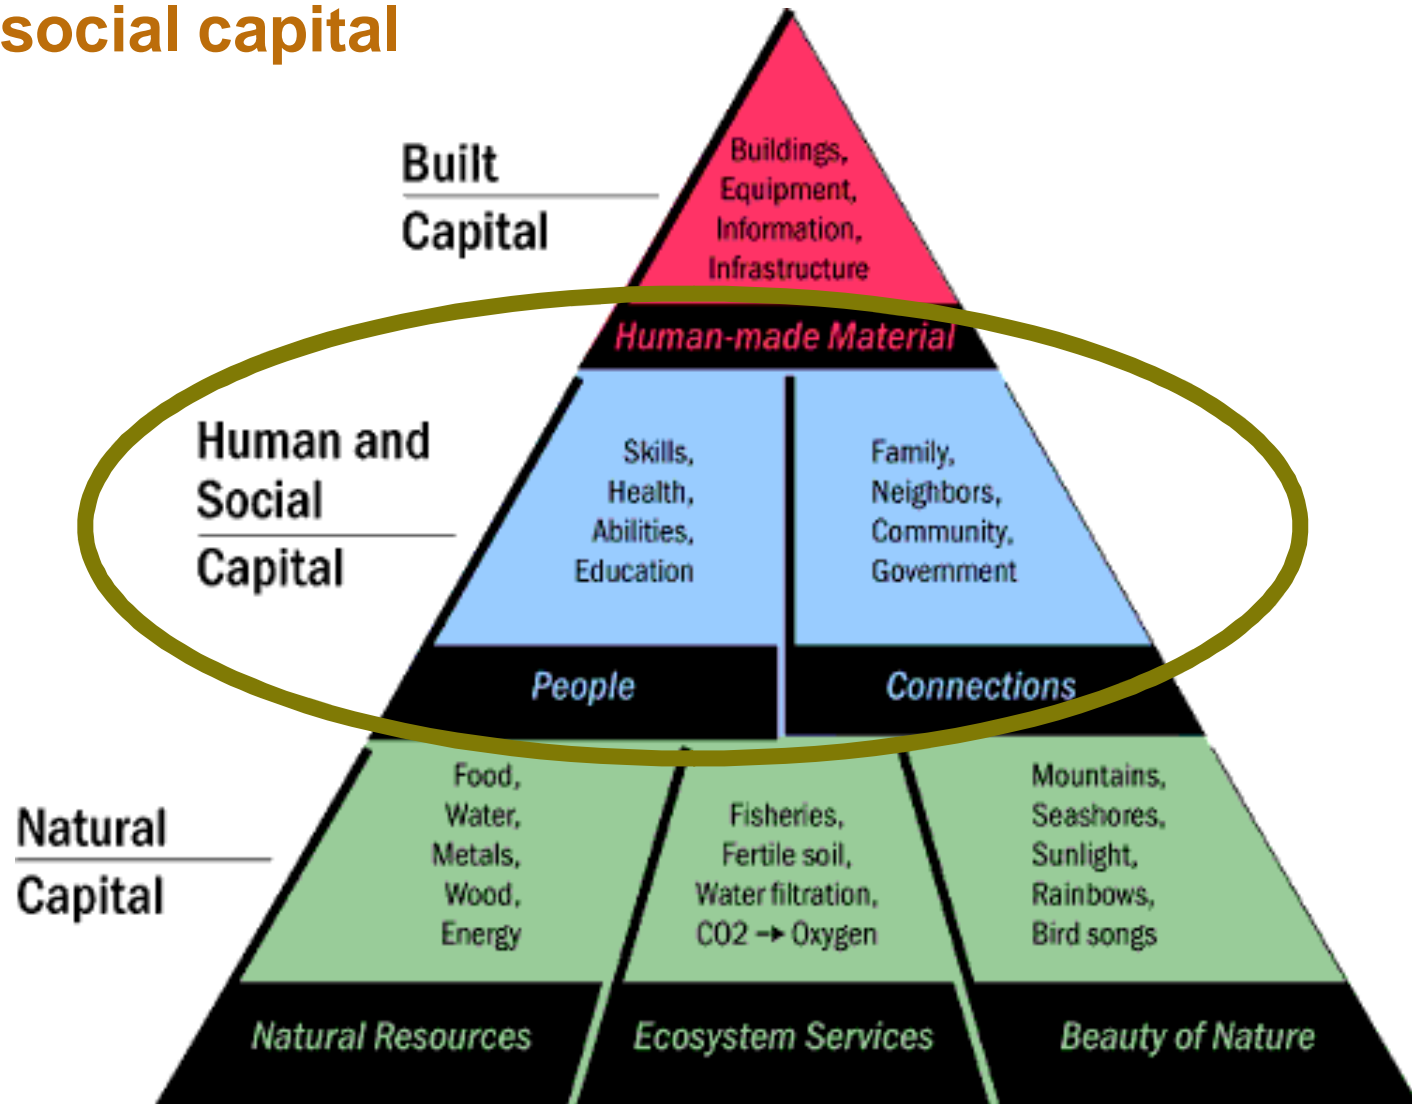 social capital
Built
Capital
Buildings,
Equipment,
Information,
Infrastructure
Human-made Material
Human and
Social
Capital
Skills,
Health,
Abilities,
Education
People
Family,
Neighbors,
Community,
Government
Connections
Natural
Capital
Food,
Water,
Metals,
Wood,
Energy
Natural Resources
Fisheries,
Fertile soil,
Water filtration,
CO2 → Oxygen
Ecosystem Services
Mountains,
Seashores,
Sunlight,
Rainbows,
Bird songs
Beauty of Nature